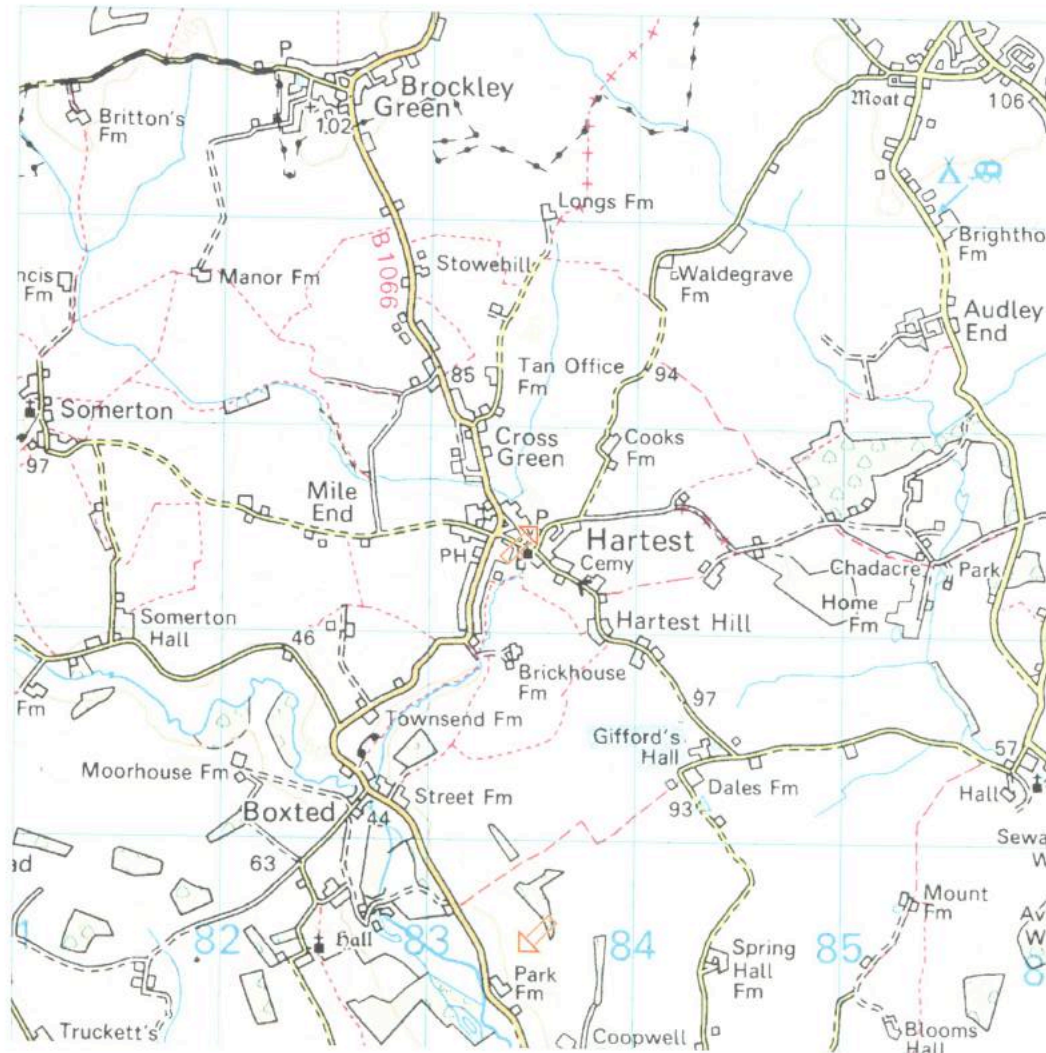 P
Brockley
Green
Britton's
Fm
102
Moat
106
Longs Fm
Brightho
Fm
Stowehill
B 1066
Manor Fm
ncis
Fm
Waldegrave
Fm
Audley
End
Tan Office
Fm
85
94
Somerton
97
Cross
Green
Cooks
Fm
Mile
End
P
Hartest
PH
Cemy
Chadacre
Park
Home
Fm
Somerton
Hall
46
Hartest Hill
Brickhouse
Fm
Fm
97
Townsend Fm
Gifford's
Hall
57
Moorhouse Fm
Dales Fm
Hall
Boxted
44
Street Fm
93
Sewa
W
63
ad
Mount
Fm
Av
W
1
82
Hall
83
84
85
8
Spring
Hall
Fm
Park
Fm
Truckett's
Coopwell
Blooms
Hall